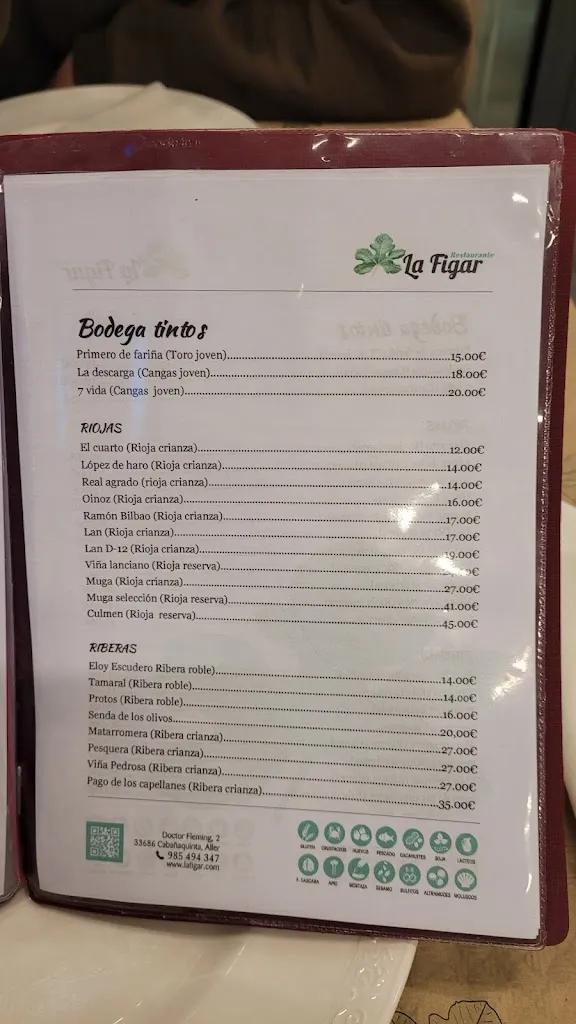 Restaurante
La Figar
Bodega tintos
Primero de fariña (Toro joven)........15.00€
La descarga (Cangas joven)........18.00€
7 vida (Cangas joven)........20.00€
RIOJAS
El cuarto (Rioja crianza)........12.00€
López de haro (Rioja crianza)........14.00€
Real agrado (rioja crianza)........14.00€
Oinoz (Rioja crianza)........16.00€
Ramón Bilbao (Rioja crianza)........17.00€
Lan (Rioja crianza)........17.00€
Lan D-12 (Rioja crianza)........19.00€
Viña lanciano (Rioja reserva)........
Muga (Rioja crianza)........27.00€
Muga selección (Rioja reserva)........41.00€
Culmen (Rioja reserva)........45.00€
RIBERAS
Eloy Escudero Ribera roble)........14.00€
Tamaral (Ribera roble)........14.00€
Protos (Ribera roble)........16.00€
Senda de los olivos........20,00€
Matarromera (Ribera crianza)........27.00€
Pesquera (Ribera crianza)........27.00€
Viña Pedrosa (Ribera crianza)........27.00€
Pago de los capellanes (Ribera crianza)........35.00€
Doctor Fleming, 2
33686 Cabañaquinta, Aller
985 494 347
www.lafigar.com
GLUTEN CRUSTÁCEOS HUEVOS PESCADO CACAHUETES SOJA LÁCTEOS
F. CÁSCARA APIO MOSTAZA SÉSAMO SULFITOS ALTRAMUCES MOLUSCOS